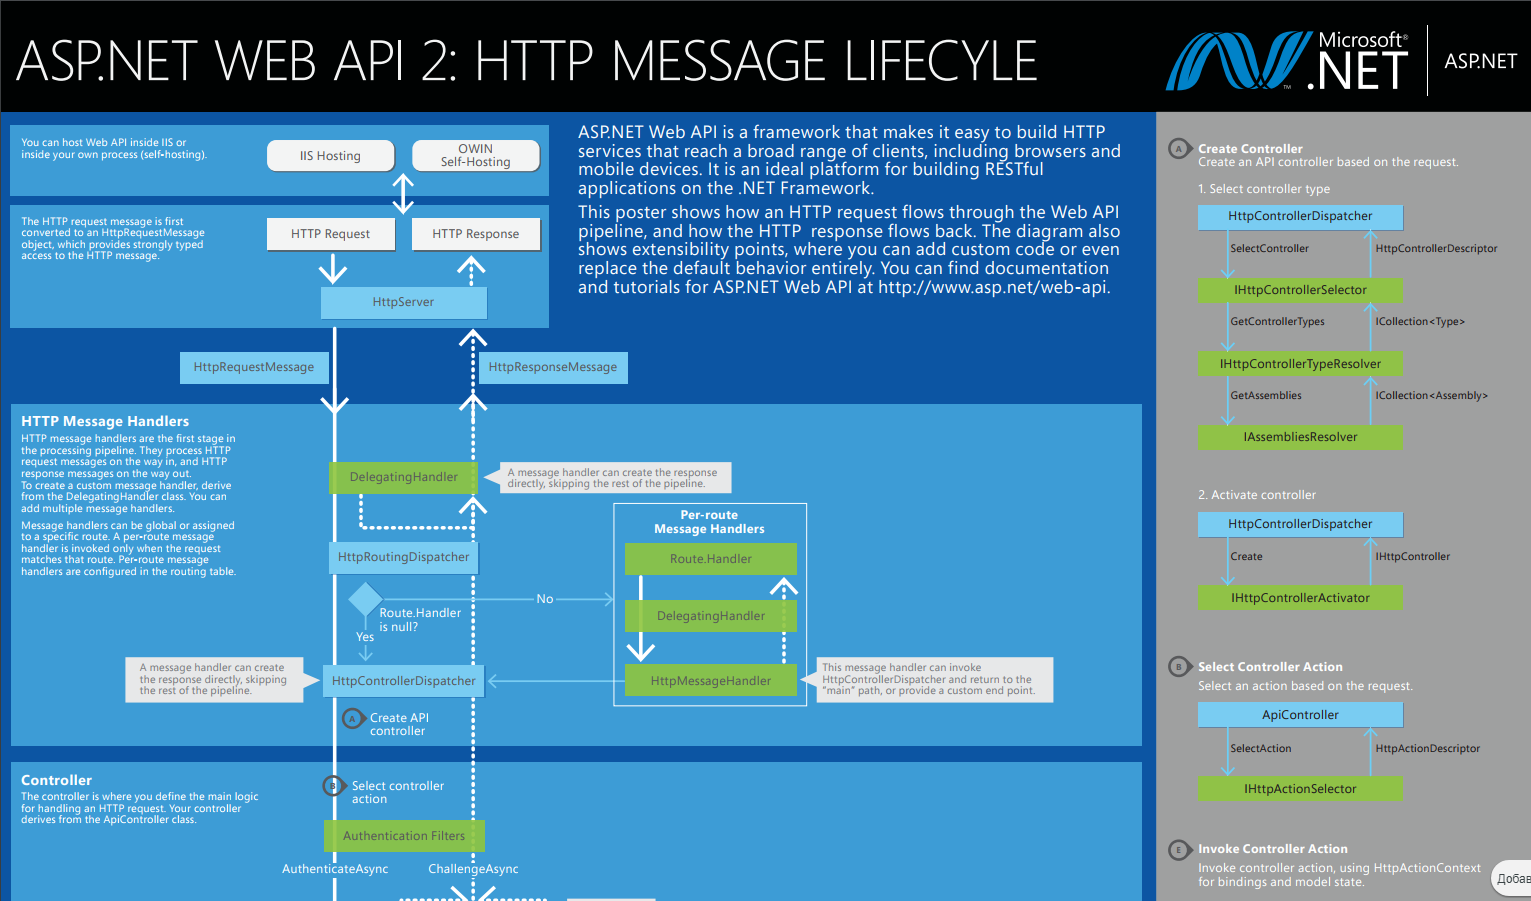 ASP.NET WEB API 2: HTTP MESSAGE LIFECYLE
Microsoft®
.NET
™
ASP.NET
You can host Web API inside IIS or
inside your own process (self-hosting).
IIS Hosting
OWIN
Self-Hosting
The HTTP request message is first
converted to an HttpRequestMessage
object, which provides strongly typed
access to the HTTP message.
HTTP Request
HTTP Response
HttpServer
ASP.NET Web API is a framework that makes it easy to build HTTP
services that reach a broad range of clients, including browsers and
mobile devices. It is an ideal platform for building RESTful
applications on the .NET Framework.
This poster shows how an HTTP request flows through the Web API
pipeline, and how the HTTP response flows back. The diagram also
shows extensibility points, where you can add custom code or even
replace the default behavior entirely. You can find documentation
and tutorials for ASP.NET Web API at http://www.asp.net/web-api.
HttpRequestMessage
HttpResponseMessage
HTTP Message Handlers
HTTP message handlers are the first stage in
the processing pipeline. They process HTTP
request messages on the way in, and HTTP
response messages on the way out.
To create a custom message handler, derive
from the DelegatingHandler class. You can
add multiple message handlers.
Message handlers can be global or assigned
to a specific route. A per-route message
handler is invoked only when the request
matches that route. Per-route message
handlers are configured in the routing table.
DelegatingHandler
A message handler can create the response
directly, skipping the rest of the pipeline.
HttpRoutingDispatcher
Route.Handler
is null?
No
Yes
Per-route
Message Handlers
Route.Handler
DelegatingHandler
HttpMessageHandler
This message handler can invoke
HttpControllerDispatcher and return to the
"main" path, or provide a custom end point.
A message handler can create
the response directly, skipping
the rest of the pipeline.
HttpControllerDispatcher
A
Create API
controller
Controller
The controller is where you define the main logic
for handling an HTTP request. Your controller
derives from the ApiController class.
B
Select controller
action
Authentication Filters
AuthenticateAsync
ChallengeAsync
A
Create Controller
Create an API controller based on the request.
1. Select controller type
HttpControllerDispatcher
SelectController
HttpControllerDescriptor
IHttpControllerSelector
GetControllerTypes
ICollection<Type>
IHttpControllerTypeResolver
GetAssemblies
ICollection<Assembly>
IAssembliesResolver
2. Activate controller
HttpControllerDispatcher
Create
IHttpController
IHttpControllerActivator
B
Select Controller Action
Select an action based on the request.
ApiController
SelectAction
HttpActionDescriptor
IHttpActionSelector
E
Invoke Controller Action
Invoke controller action, using HttpActionContext
for bindings and model state.
Добав